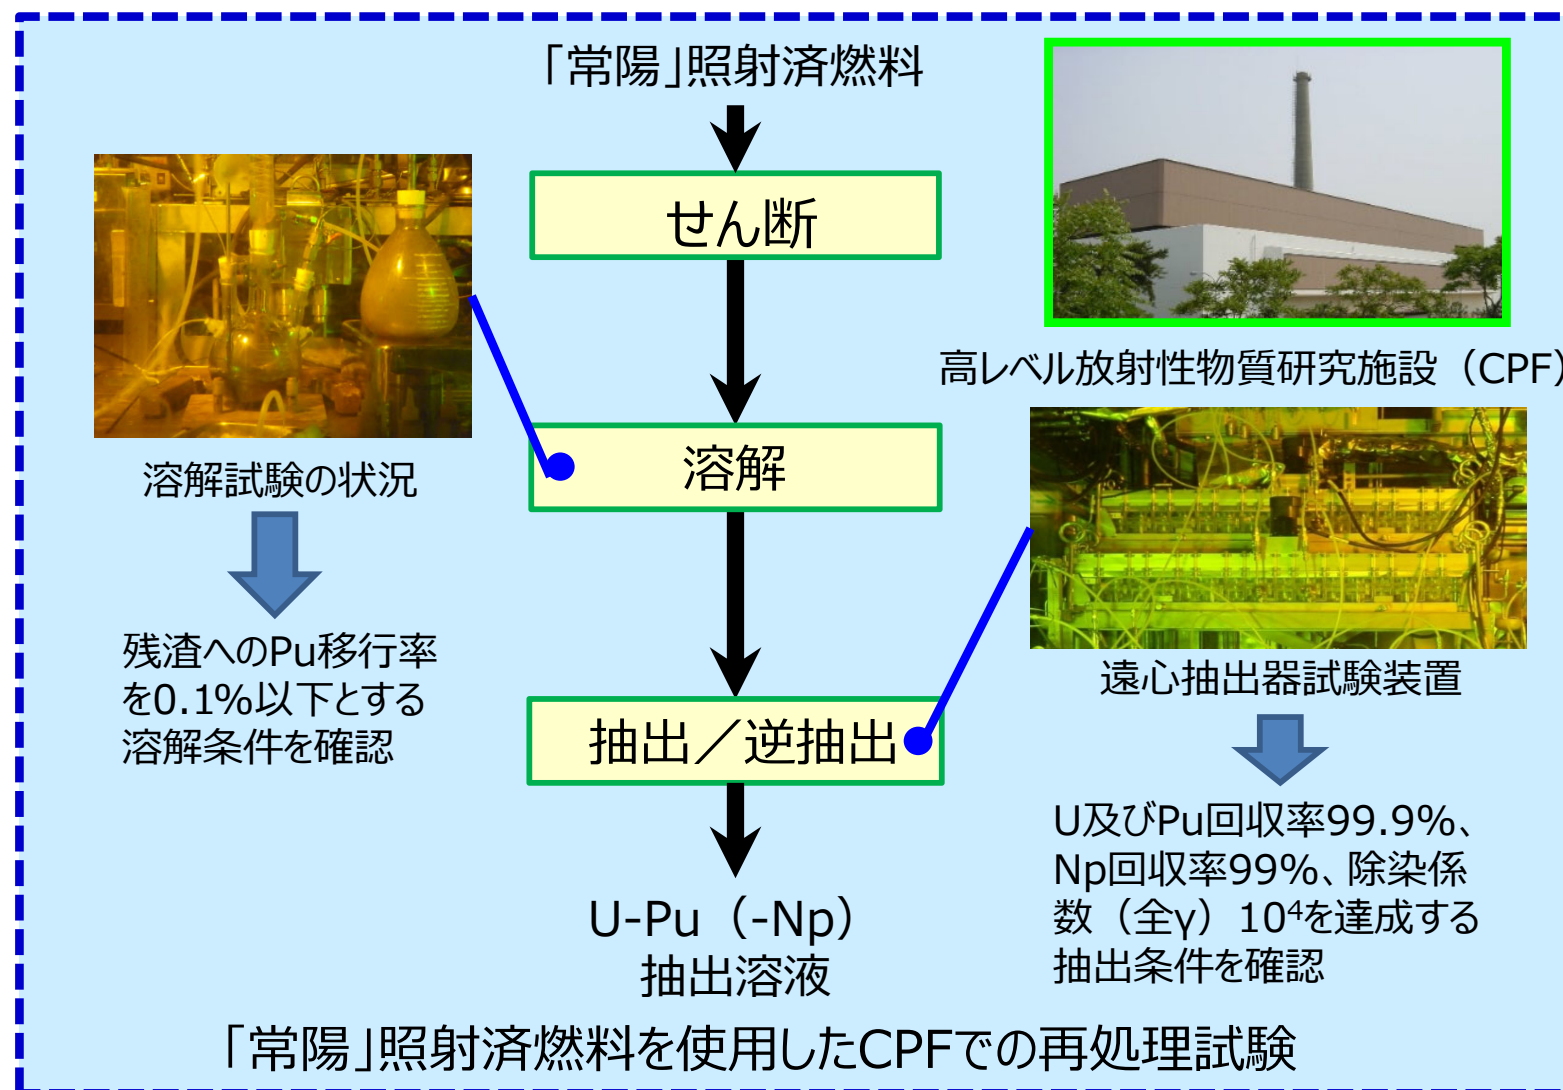 「常陽」照射済燃料
せん断
高レベル放射性物質研究施設（CPF）
溶解
溶解試験の状況
残渣へのPu移行率
を0.1%以下とする
溶解条件を確認
遠心抽出器試験装置
抽出／逆抽出
U及びPu回収率99.9%、
Np回収率99%、除染係
数（全γ）10⁴を達成する
抽出条件を確認
U-Pu（-Np）
抽出溶液
「常陽」照射済燃料を使用したCPFでの再処理試験